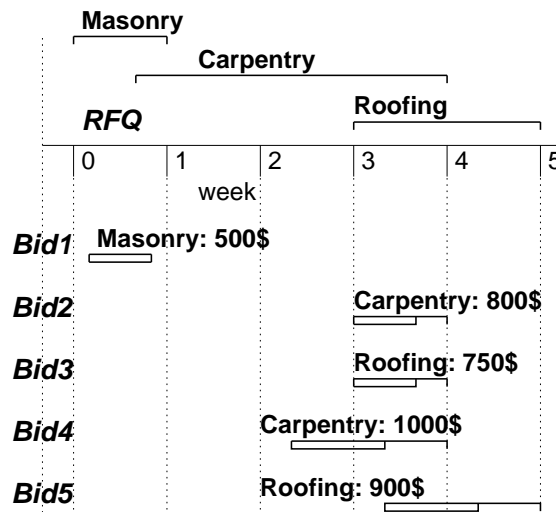 Masonry
Carpentry
Roofing
RFQ
0 1 2 3 4 5
week
Bid1 Masonry: 500$
Bid2 Carpentry: 800$
Bid3 Roofing: 750$
Bid4 Carpentry: 1000$
Bid5 Roofing: 900$